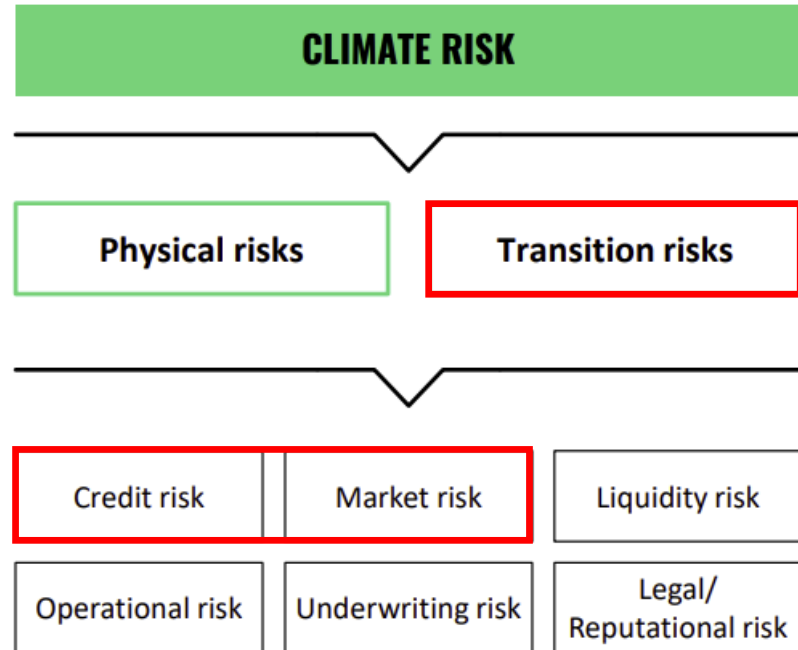 CLIMATE RISK
Physical risks
Transition risks
Credit risk
Market risk
Liquidity risk
Operational risk
Underwriting risk
Legal/
Reputational risk